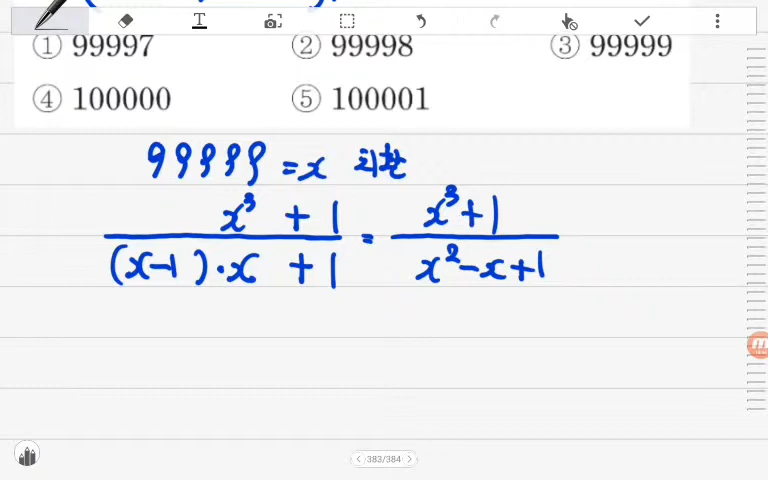 ① 99997 ② 99998 ③ 99999
④ 100000 ⑤ 100001
99999 = x 치환
x³ + 1 / (x-1)·x + 1 = x³+1 / x²-x+1
383/384